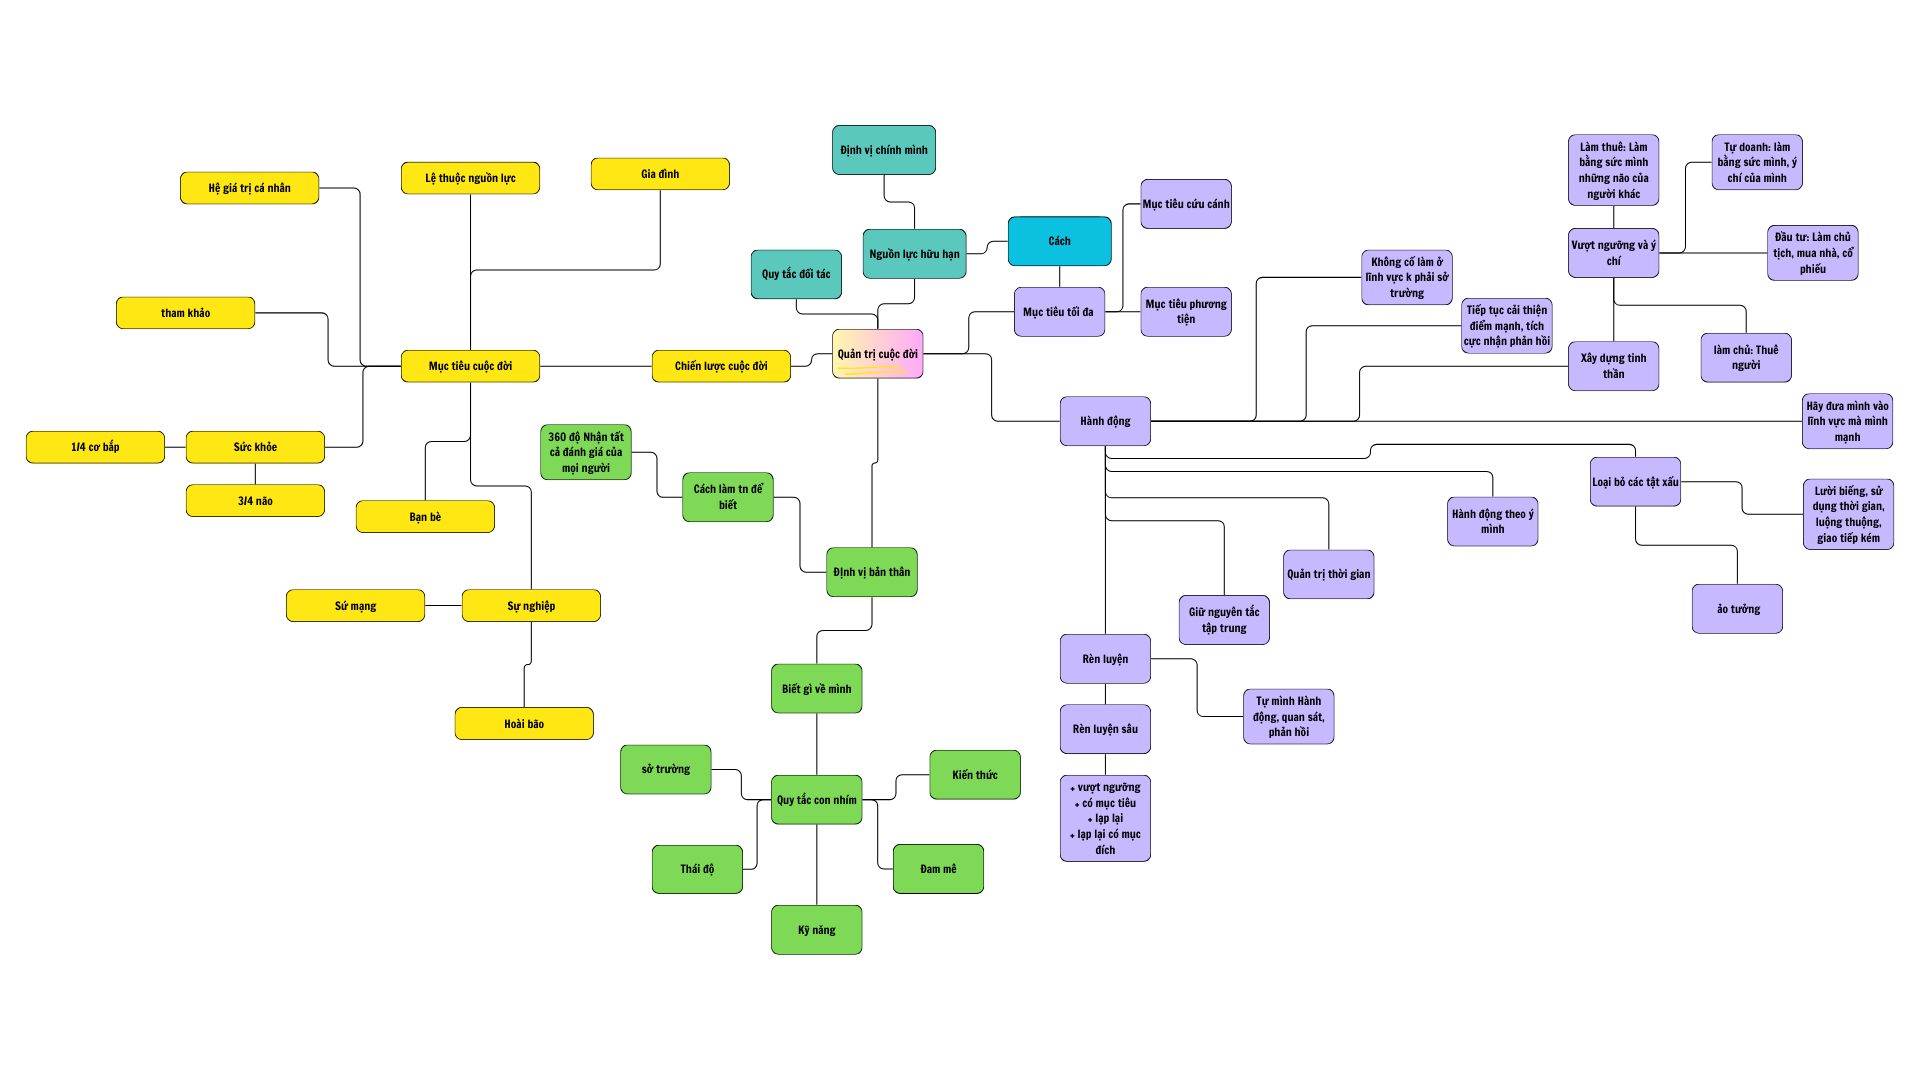 Định vị chính mình
Làm thuê: Làm
bằng sức mình
những não của
người khác
Tự doanh: làm
bằng sức mình, ý
chí của mình
Hệ giá trị cá nhân
Lệ thuộc nguồn lực
Gia đình
Mục tiêu cứu cánh
Nguồn lực hữu hạn
Cách
Vượt ngưỡng và ý
chí
Đầu tư: Làm chủ
tịch, mua nhà, cổ
phiếu
Quy tắc đối tác
Không cố làm ở
lĩnh vực k phải sở
trường
tham khảo
Mục tiêu tối đa
Mục tiêu phương
tiện
Tiếp tục cải thiện
điểm mạnh, tích
cực nhận phản hồi
Mục tiêu cuộc đời
Chiến lược cuộc đời
Quản trị cuộc đời
Xây dựng tinh
thần
làm chủ: Thuê
người
Hành động
Hãy đưa mình vào
lĩnh vực mà mình
mạnh
1/4 cơ bắp
Sức khỏe
360 độ Nhận tất
cả đánh giá của
mọi người
3/4 não
Bạn bè
Cách làm tn để
biết
Loại bỏ các tật xấu
Lười biếng, sử
dụng thời gian,
luộng thuộng,
giao tiếp kém
Hành động theo ý
mình
Định vị bản thân
Quản trị thời gian
Sứ mạng
Sự nghiệp
Giữ nguyên tắc
tập trung
ảo tưởng
Rèn luyện
Biết gì về mình
Tự mình Hành
động, quan sát,
phản hồi
Hoài bão
Rèn luyện sâu
sở trường
Kiến thức
Quy tắc con nhím
+ vượt ngưỡng
+ có mục tiêu
+ lạp lại
+ lạp lại có mục
đích
Thái độ
Đam mê
Kỹ năng